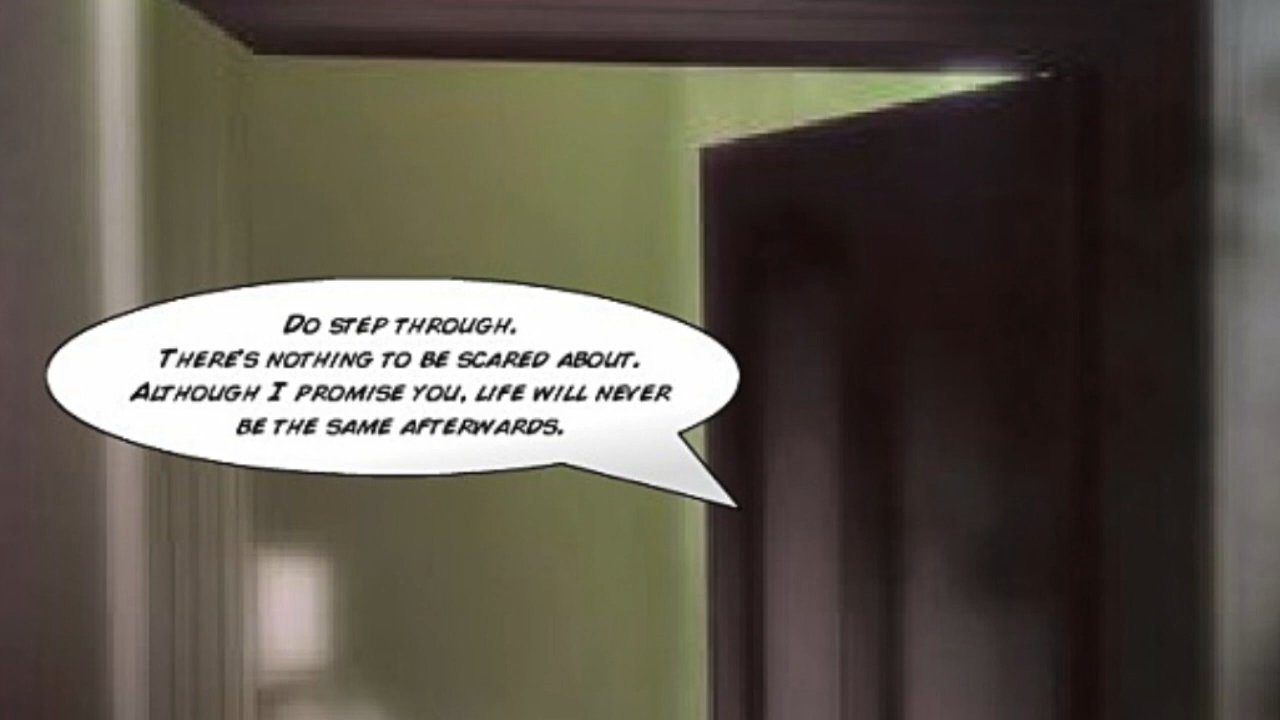 DO STEP THROUGH.
THERE'S NOTHING TO BE SCARED ABOUT.
ALTHOUGH I PROMISE YOU, LIFE WILL NEVER
BE THE SAME AFTERWARDS.